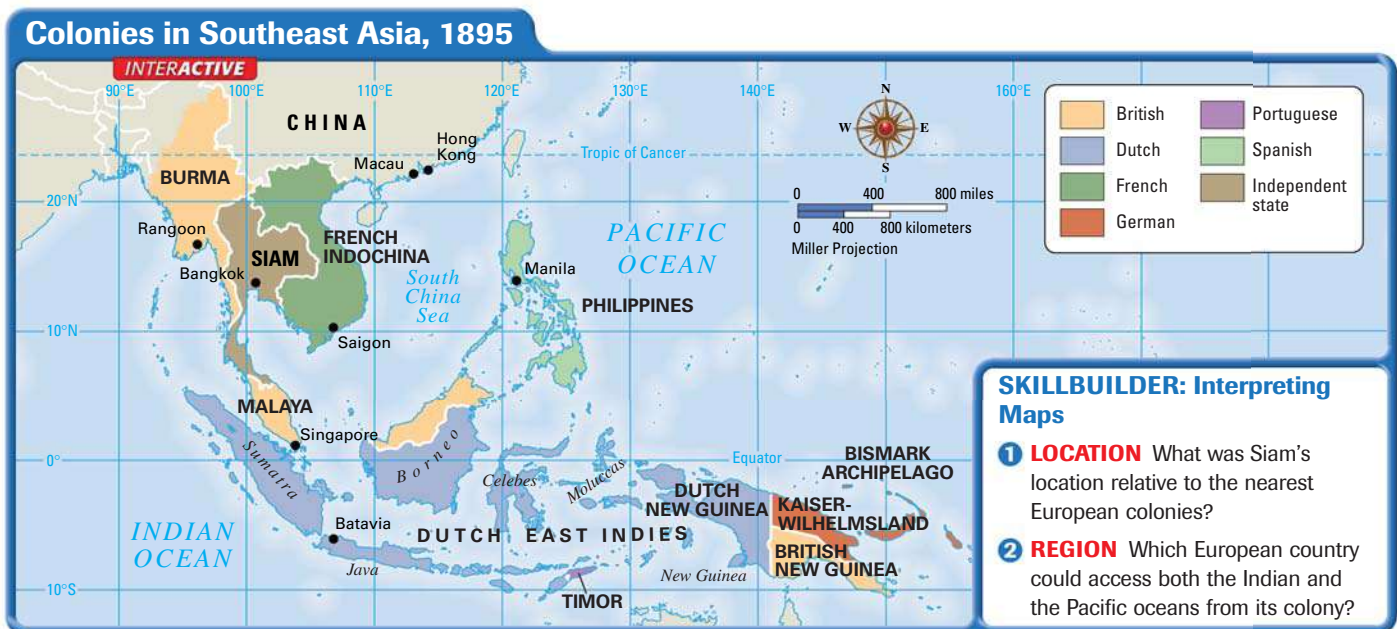 Colonies in Southeast Asia, 1895
INTERACTIVE
90°E
100°E
110°E
120°E
130°E
140°E
160°E
CHINA
Macau
Hong
Kong
Tropic of Cancer
BURMA
20°N
Rangoon
SIAM
Bangkok
FRENCH
INDOCHINA
South
China
Sea
PACIFIC
OCEAN
Manila
PHILIPPINES
10°N
Saigon
MALAYA
Singapore
Sumatra
Borneo
0°
Equator
Celebes
Moluccas
BISMARK
ARCHIPELAGO
DUTCH
NEW GUINEA
KAISER-
WILHELMSLAND
INDIAN
OCEAN
Batavia
DUTCH EAST INDIES
BRITISH
NEW GUINEA
Java
New Guinea
10°S
TIMOR
N
W
E
S
0 400 800 miles
0 400 800 kilometers
Miller Projection
British
Dutch
French
German
Portuguese
Spanish
Independent
state
SKILLBUILDER: Interpreting
Maps
1 LOCATION What was Siam's
location relative to the nearest
European colonies?
2 REGION Which European country
could access both the Indian and
the Pacific oceans from its colony?